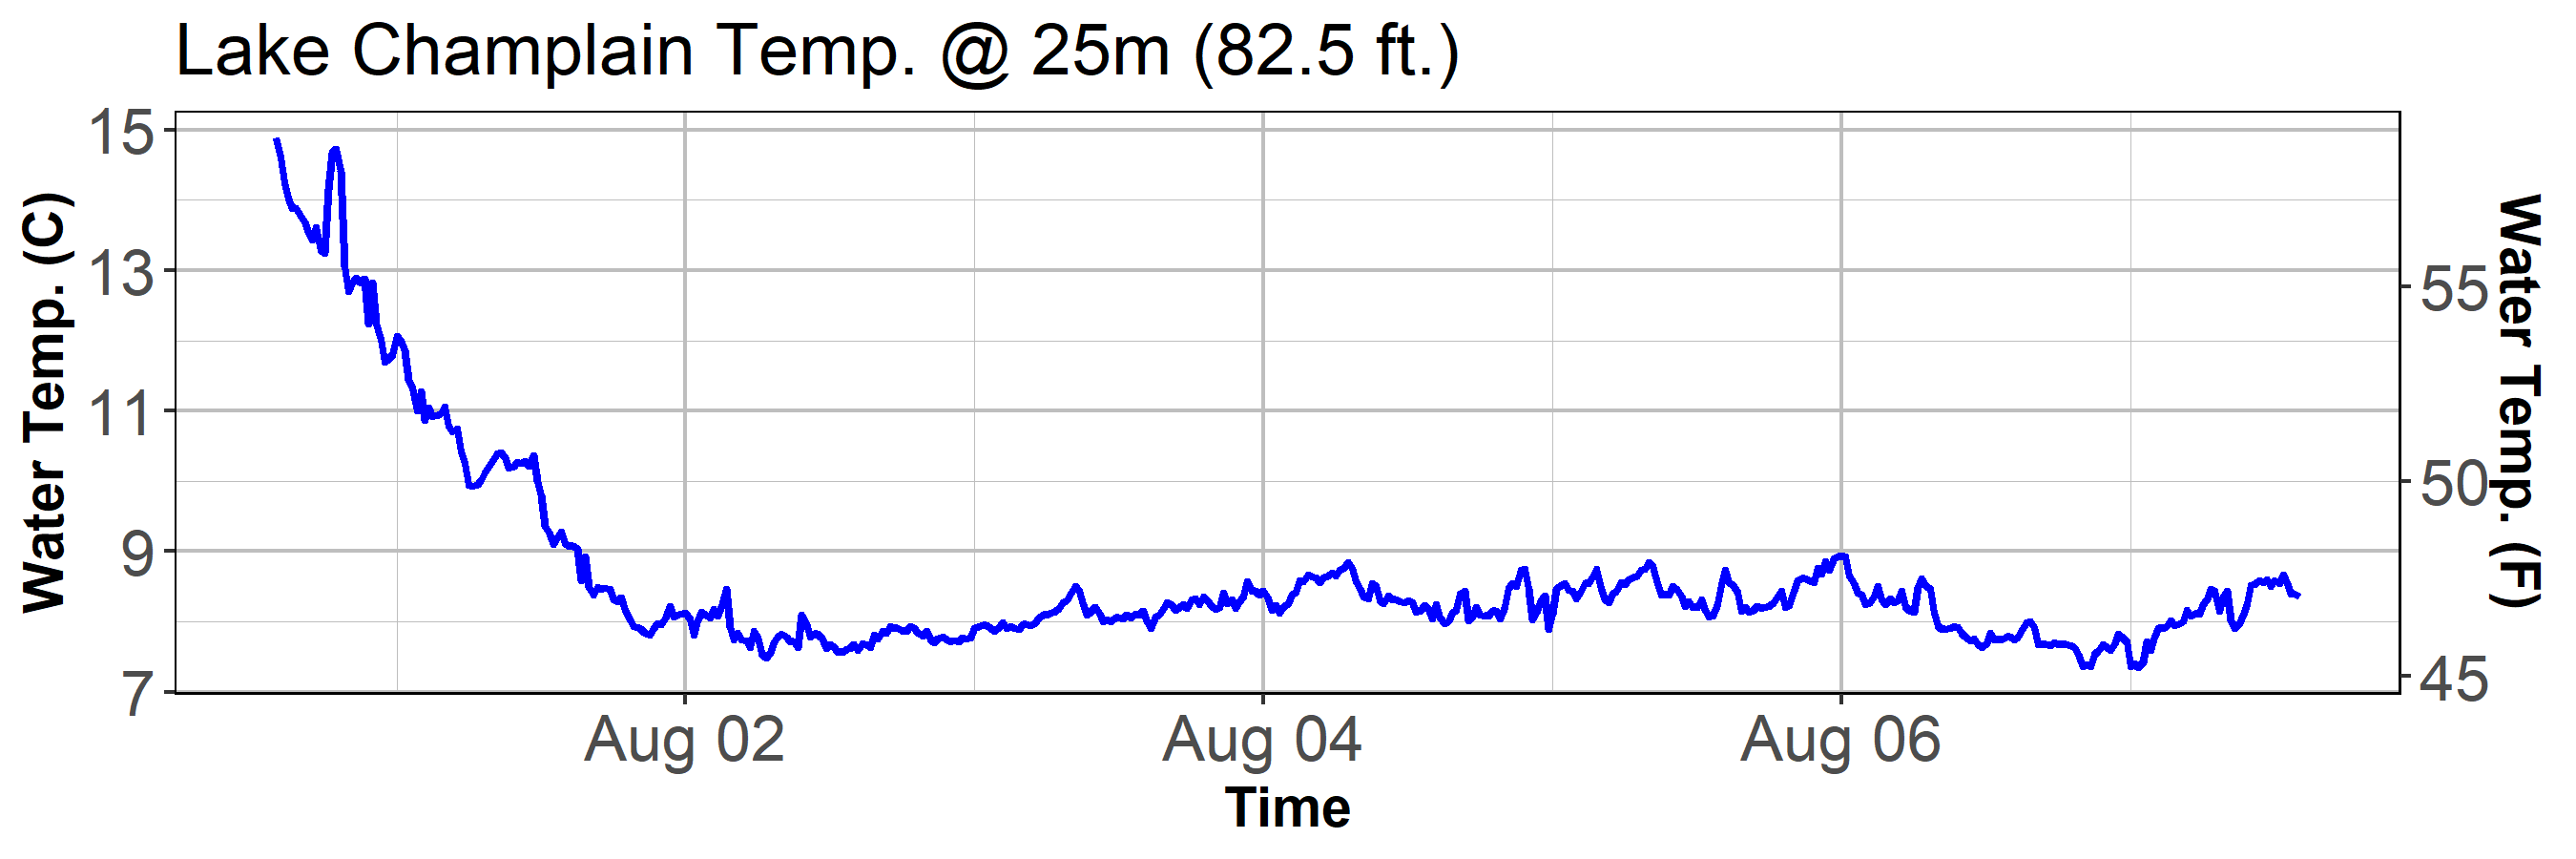 Lake Champlain Temp. @ 25m (82.5 ft.)
Water Temp. (C)
15
13
11
9
7
55
50
45
Water Temp. (F)
Aug 02 Aug 04 Aug 06
Time